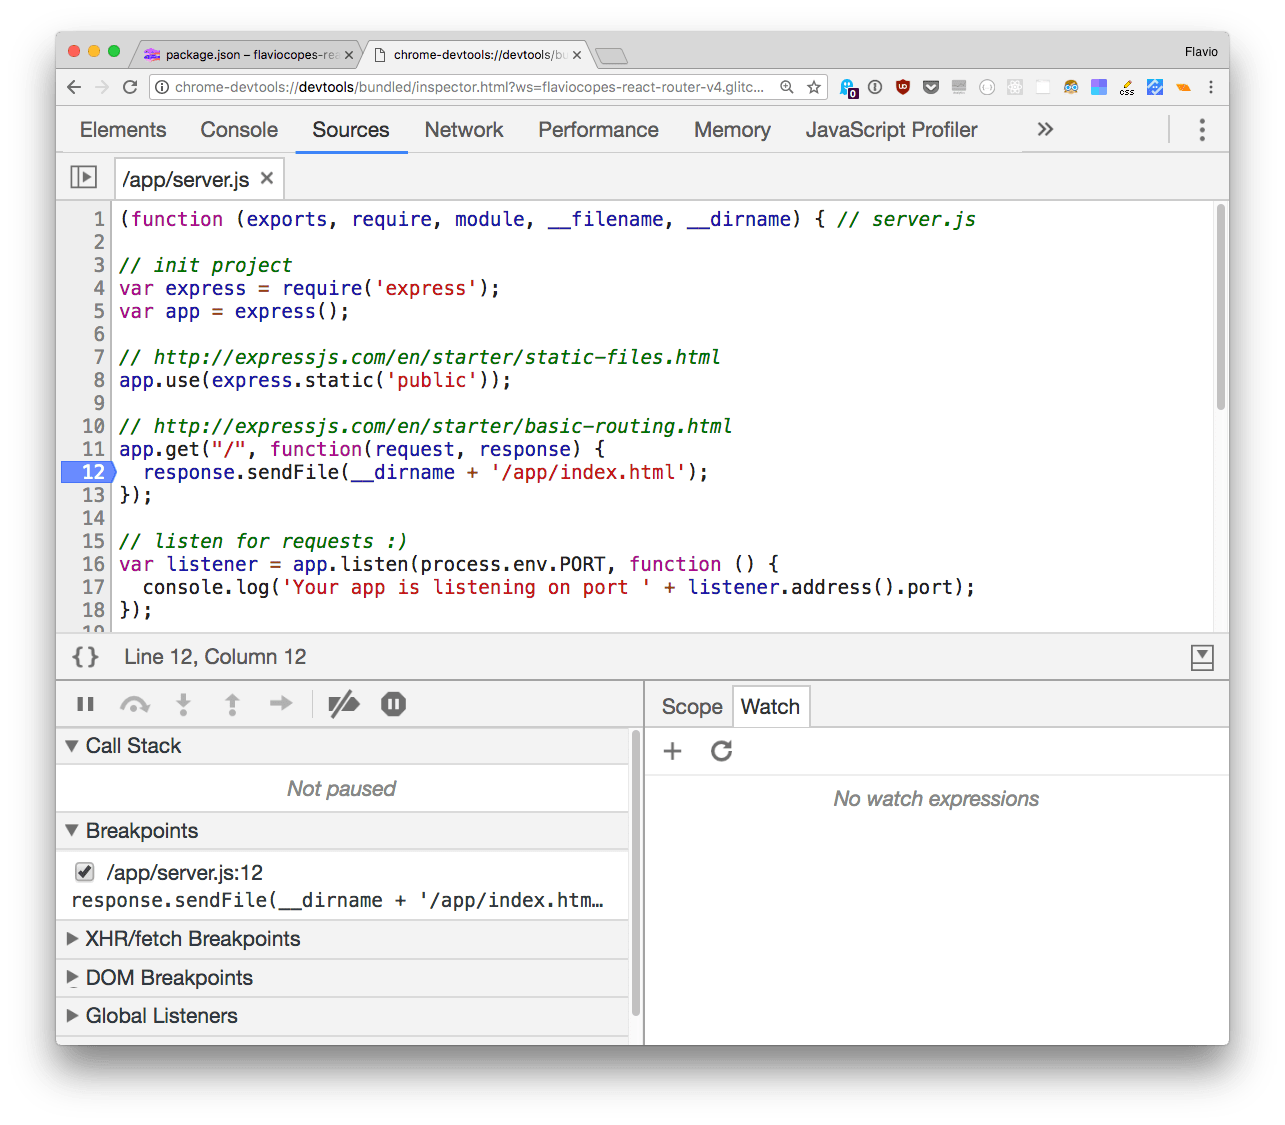 package.json – flaviocopes-rea
chrome-devtools://devtools/bu
Flavio
chrome-devtools://devtools/bundled/inspector.html?ws=flaviocopes-react-router-v4.glitc...
0
css
Elements Console Sources Network Performance Memory JavaScript Profiler »
/app/server.js
1 (function (exports, require, module, __filename, __dirname) { // server.js
2
3 // init project
4 var express = require('express');
5 var app = express();
6
7 // http://expressjs.com/en/starter/static-files.html
8 app.use(express.static('public'));
9
10 // http://expressjs.com/en/starter/basic-routing.html
11 app.get("/", function(request, response) {
12 response.sendFile(__dirname + '/app/index.html');
13 });
14
15 // listen for requests :)
16 var listener = app.listen(process.env.PORT, function () {
17 console.log('Your app is listening on port ' + listener.address().port);
18 });
19
{} Line 12, Column 12
Scope Watch
Call Stack
Not paused
No watch expressions
Breakpoints
/app/server.js:12
response.sendFile(__dirname + '/app/index.htm…
XHR/fetch Breakpoints
DOM Breakpoints
Global Listeners